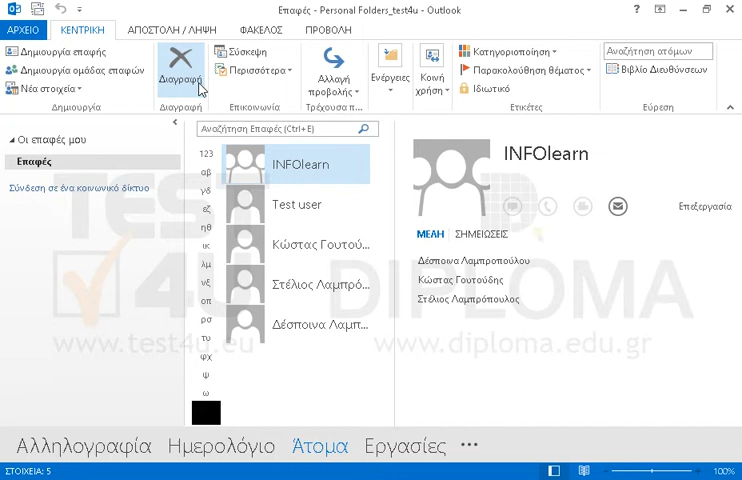 Επαφές - Personal Folders_test4u - Outlook
ΑΡΧΕΙΟ ΚΕΝΤΡΙΚΗ ΑΠΟΣΤΟΛΗ / ΛΗΨΗ ΦΑΚΕΛΟΣ ΠΡΟΒΟΛΗ
Δημιουργία επαφής
Δημιουργία ομάδας επαφών
Νέα στοιχεία
Δημιουργία
Διαγραφή
Διαγραφή
Σύσκεψη
Περισσότερα
Επικοινωνία
Αλλαγή
προβολής
Τρέχουσα π...
Ενέργειες
Κοινή
χρήση
Κατηγοριοποίηση
Παρακολούθηση θέματος
Ιδιωτικό
Ετικέτες
Αναζήτηση ατόμων
Βιβλίο Διευθύνσεων
Εύρεση
Οι επαφές μου
Επαφές
Σύνδεση σε ένα κοινωνικό δίκτυο
Αναζήτηση Επαφές (Ctrl+E)
123
αβ
γδ
εζ
ηθ
ικ
λμ
νξ
οπ
ρσ
τυ
φχ
ψ
ω
INFOlearn
Test user
Κώστας Γουτού...
Στέλιος Λαμπρό...
Δέσποινα Λαμπ...
INFOlearn
Επεξεργασία
ΜΕΛΗ ΣΗΜΕΙΩΣΕΙΣ
Δέσποινα Λαμπροπούλου
Κώστας Γουτούδης
Στέλιος Λαμπρόπουλος
TEST
4U
DIPLOMA
www.test4u.eu
www.diploma.edu.gr
Αλληλογραφία Ημερολόγιο Άτομα Εργασίες
ΣΤΟΙΧΕΙΑ: 5
100%